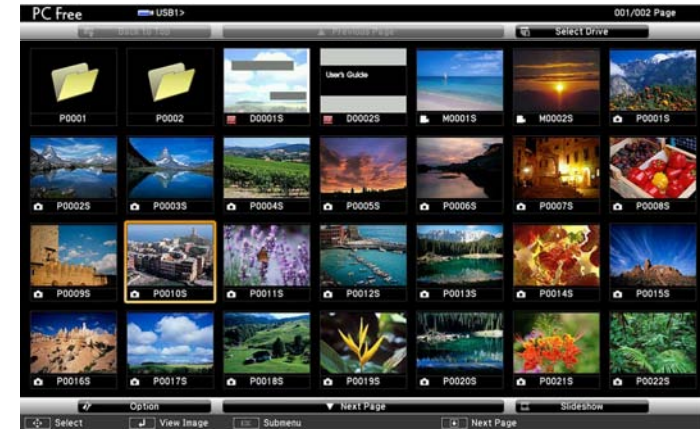 PC Free USB1> 001/002 Page
Back to Top Previous Page Select Drive
User's Guide
P0001 P0002 D0001S D0002S M0001S M0002S P0001S
P0002S P0003S P0004S P0005S P0006S P0007S P0008S
P0009S P0010S P0011S P0012S P0013S P0014S P0015S
P0016S P0017S P0018S P0019S P0020S P0021S P0022S
Option Next Page Slideshow
Select View Image Submenu Next Page